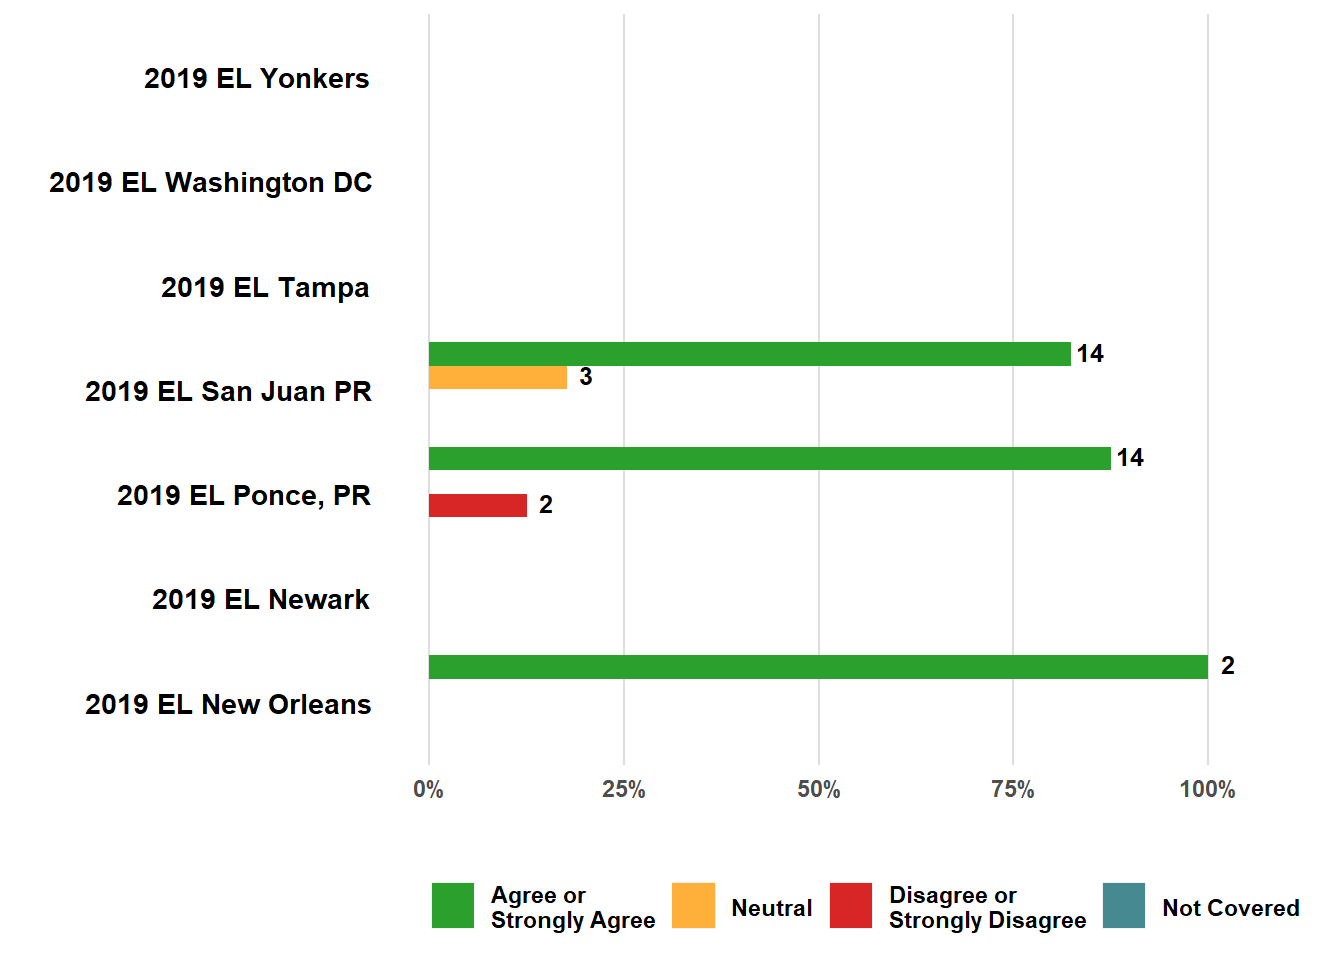 2019 EL Yonkers
2019 EL Washington DC
2019 EL Tampa
14
3
2019 EL San Juan PR
14
2019 EL Ponce, PR
2
2019 EL Newark
2
2019 EL New Orleans
0%
25%
50%
75%
100%
Agree or
Strongly Agree
Neutral
Disagree or
Strongly Disagree
Not Covered